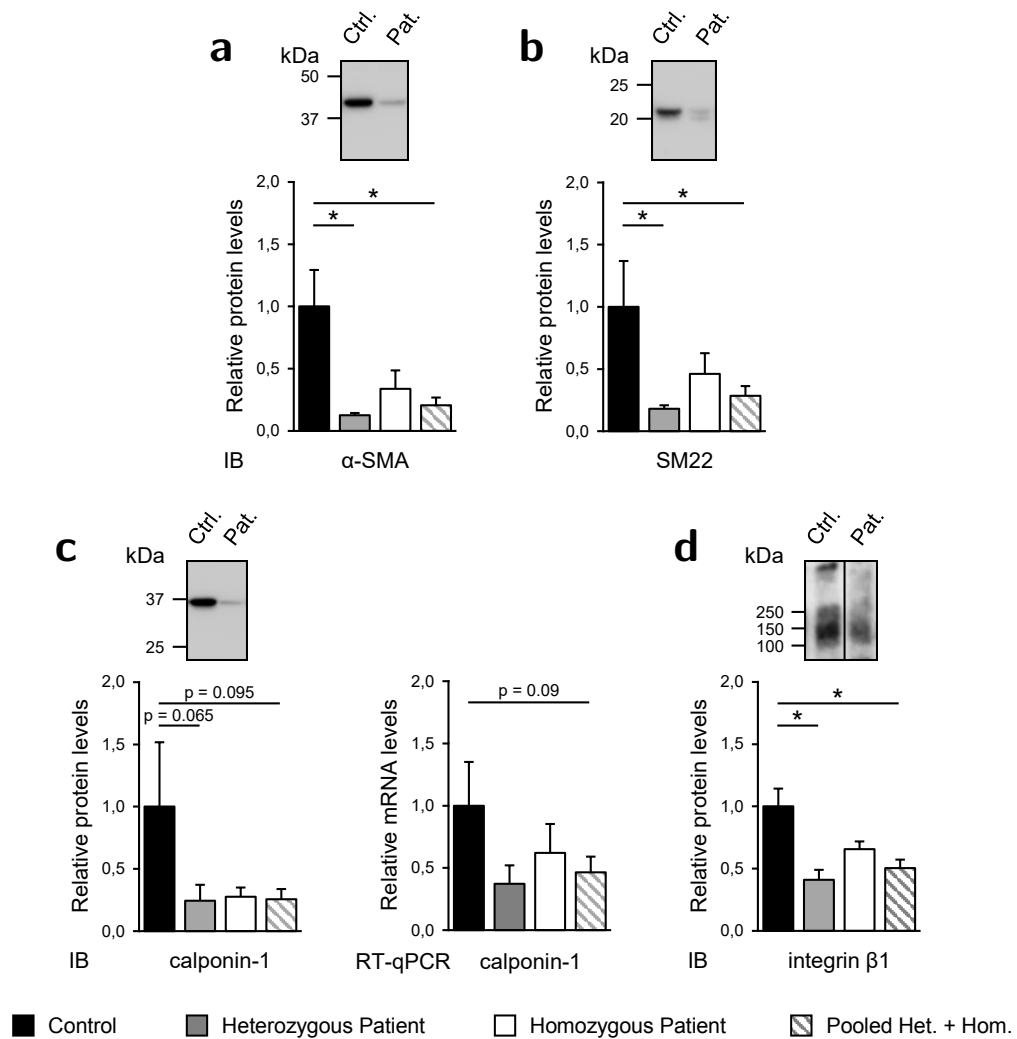 a
Ctrl.
Pat.
kDa
50
37
2,0
1,5
1,0
0,5
0,0
Relative protein levels
*
*
IB
α-SMA
b
Ctrl.
Pat.
kDa
25
20
2,0
1,5
1,0
0,5
0,0
Relative protein levels
*
*
SM22
c
Ctrl.
Pat.
kDa
37
25
2,0
1,5
1,0
0,5
0,0
Relative protein levels
p = 0.095
p = 0.065
IB
calponin-1
2,0
1,5
1,0
0,5
0,0
Relative mRNA levels
p = 0.09
RT-qPCR
calponin-1
d
Ctrl.
Pat.
kDa
250
150
100
2,0
1,5
1,0
0,5
0,0
Relative protein levels
*
*
IB
integrin β1
Control
Heterozygous Patient
Homozygous Patient
Pooled Het. + Hom.